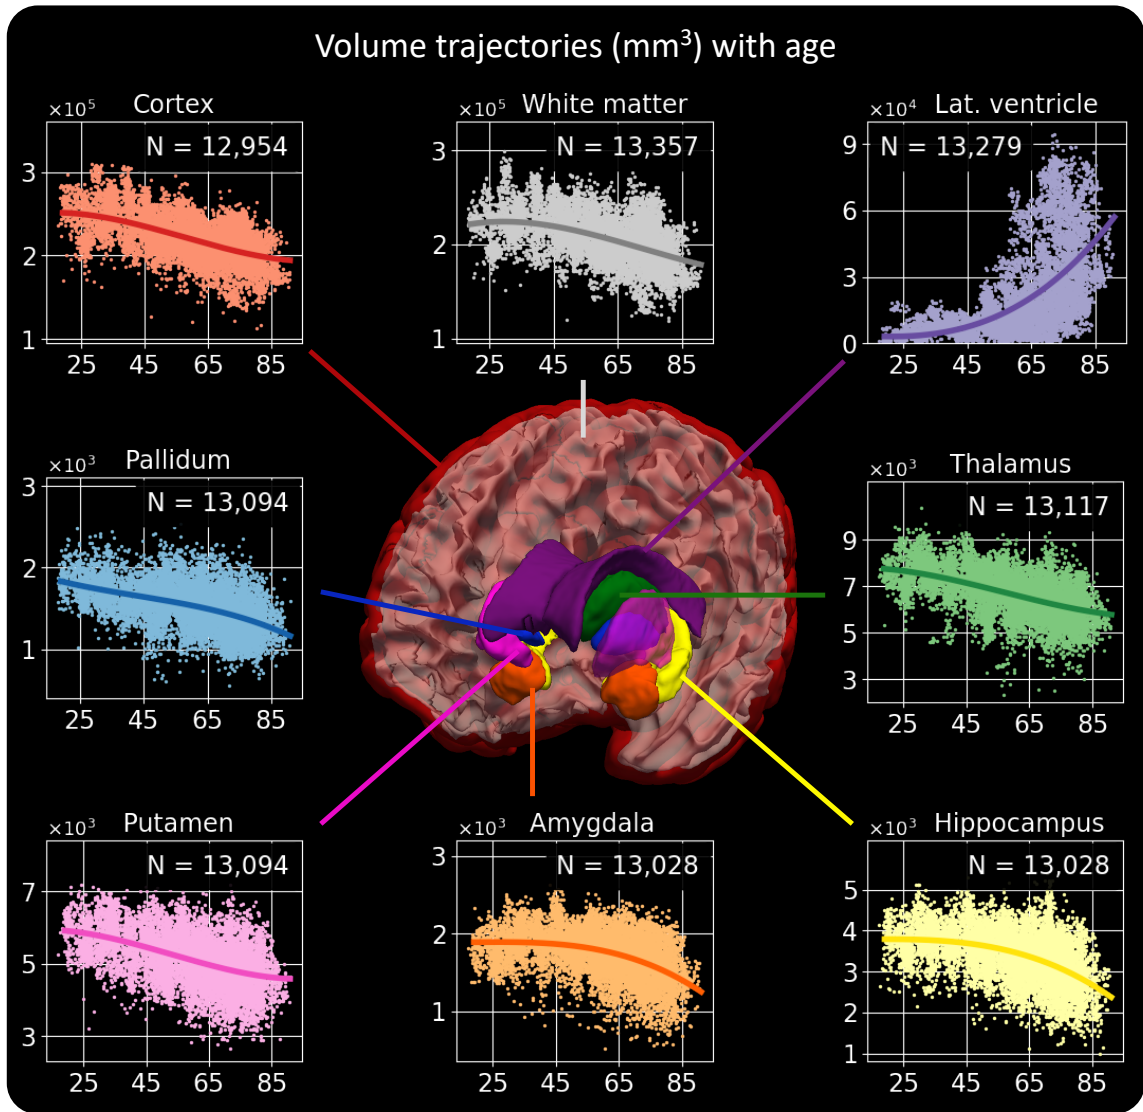 Volume trajectories (mm³) with age
×10⁵ Cortex
N = 12,954
3
2
1
25 45 65 85
×10⁵ White matter
N = 13,357
3
2
1
25 45 65 85
×10⁴ Lat. ventricle
N = 13,279
9
6
3
0
25 45 65 85
×10³ Pallidum
N = 13,094
3
2
1
25 45 65 85
×10³ Thalamus
N = 13,117
9
7
5
3
25 45 65 85
×10³ Putamen
N = 13,094
7
5
3
25 45 65 85
×10³ Amygdala
N = 13,028
3
2
1
25 45 65 85
×10³ Hippocampus
N = 13,028
5
4
3
2
1
25 45 65 85